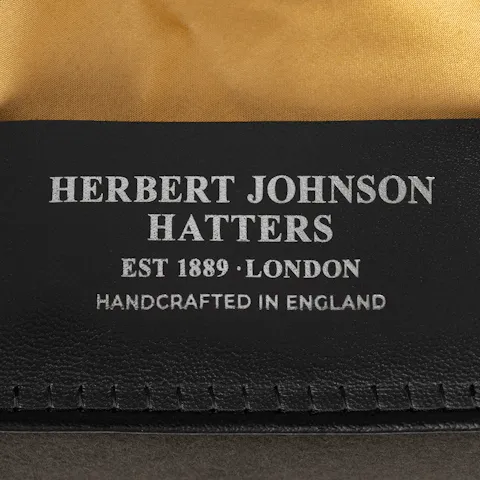 HERBERT JOHNSON
HATTERS
EST 1889 · LONDON
HANDCRAFTED IN ENGLAND